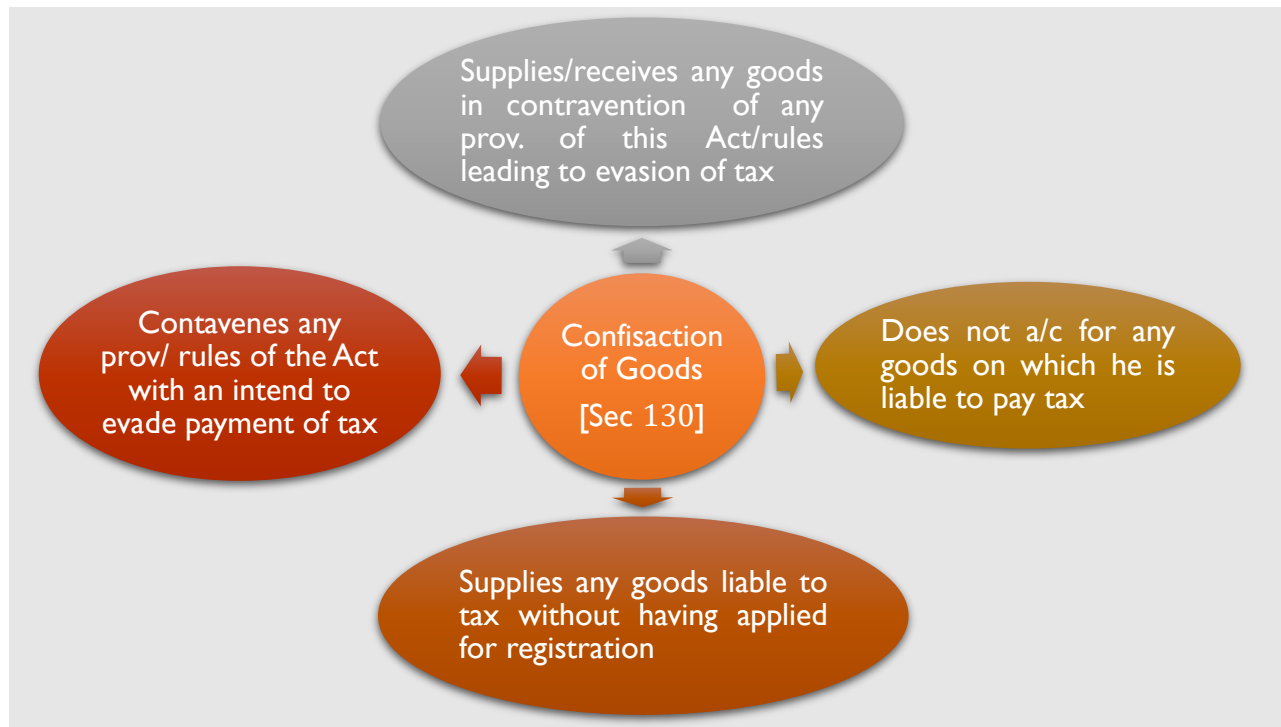 Supplies/receives any goods
in contravention of any
prov. of this Act/rules
leading to evasion of tax
Contavenes any
prov/ rules of the Act
with an intend to
evade payment of tax
Confisaction
of Goods
[Sec 130]
Does not a/c for any
goods on which he is
liable to pay tax
Supplies any goods liable to
tax without having applied
for registration